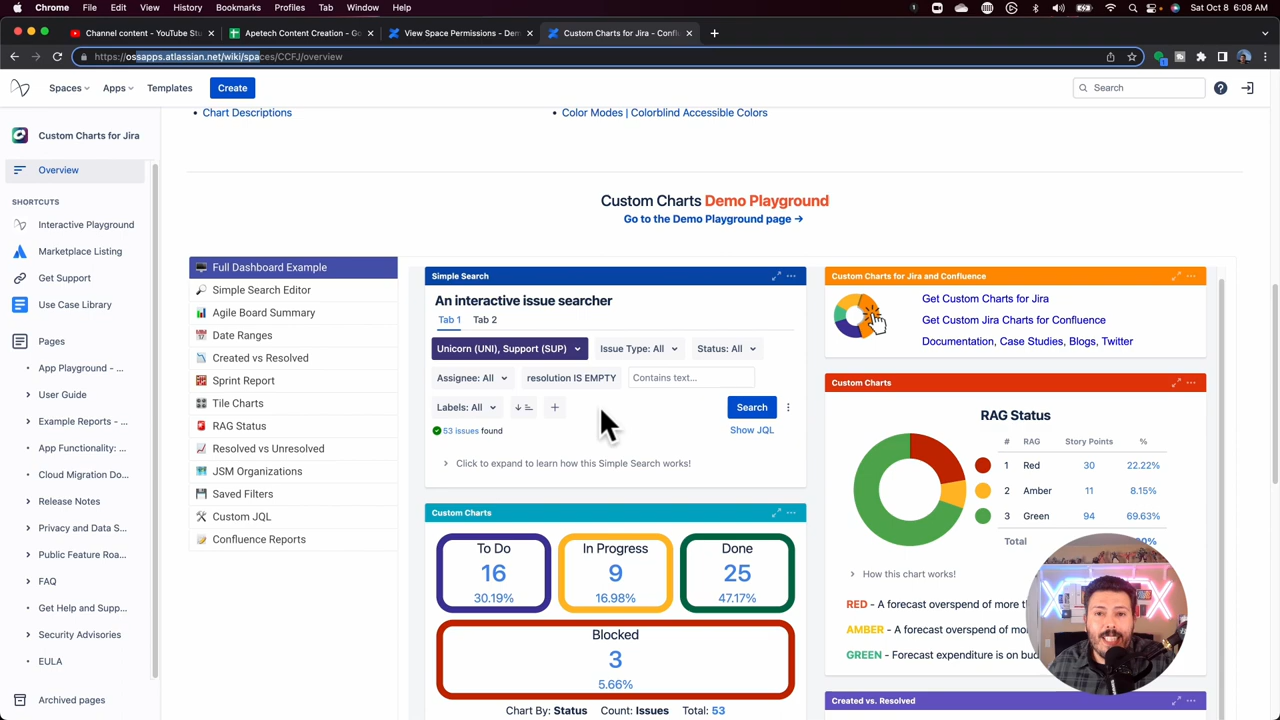 Chrome File Edit View History Bookmarks Profiles Tab Window Help
Sat Oct 8 6:08 AM
Channel content - YouTube Stu
Apetech Content Creation - Go
View Space Permissions - Dem
Custom Charts for Jira - Conflu
https://ossapps.atlassian.net/wiki/spaces/CCFJ/overview
Spaces Apps Templates Create
Search
Custom Charts for Jira
Overview
SHORTCUTS
Interactive Playground
Marketplace Listing
Get Support
Use Case Library
Pages
App Playground - ...
User Guide
Example Reports - ...
App Functionality: ...
Cloud Migration Do...
Release Notes
Privacy and Data S...
Public Feature Roa...
FAQ
Get Help and Supp...
Security Advisories
EULA
Archived pages
Chart Descriptions
Color Modes | Colorblind Accessible Colors
Custom Charts Demo Playground
Go to the Demo Playground page →
Full Dashboard Example
Simple Search Editor
Agile Board Summary
Date Ranges
Created vs Resolved
Sprint Report
Tile Charts
RAG Status
Resolved vs Unresolved
JSM Organizations
Saved Filters
Custom JQL
Confluence Reports
Simple Search
An interactive issue searcher
Tab 1 Tab 2
Unicorn (UNI), Support (SUP) Issue Type: All Status: All
Assignee: All resolution IS EMPTY Contains text...
Labels: All Search
53 issues found Show JQL
Click to expand to learn how this Simple Search works!
Custom Charts
To Do In Progress Done
16 9 25
30.19% 16.98% 47.17%
Blocked
3
5.66%
Chart By: Status Count: Issues Total: 53
Custom Charts for Jira and Confluence
Get Custom Charts for Jira
Get Custom Jira Charts for Confluence
Documentation, Case Studies, Blogs, Twitter
Custom Charts
RAG Status
# RAG Story Points %
1 Red 30 22.22%
2 Amber 11 8.15%
3 Green 94 69.63%
Total
How this chart works!
RED - A forecast overspend of more
AMBER - A forecast overspend of
GREEN - Forecast expenditure is on
Created vs. Resolved